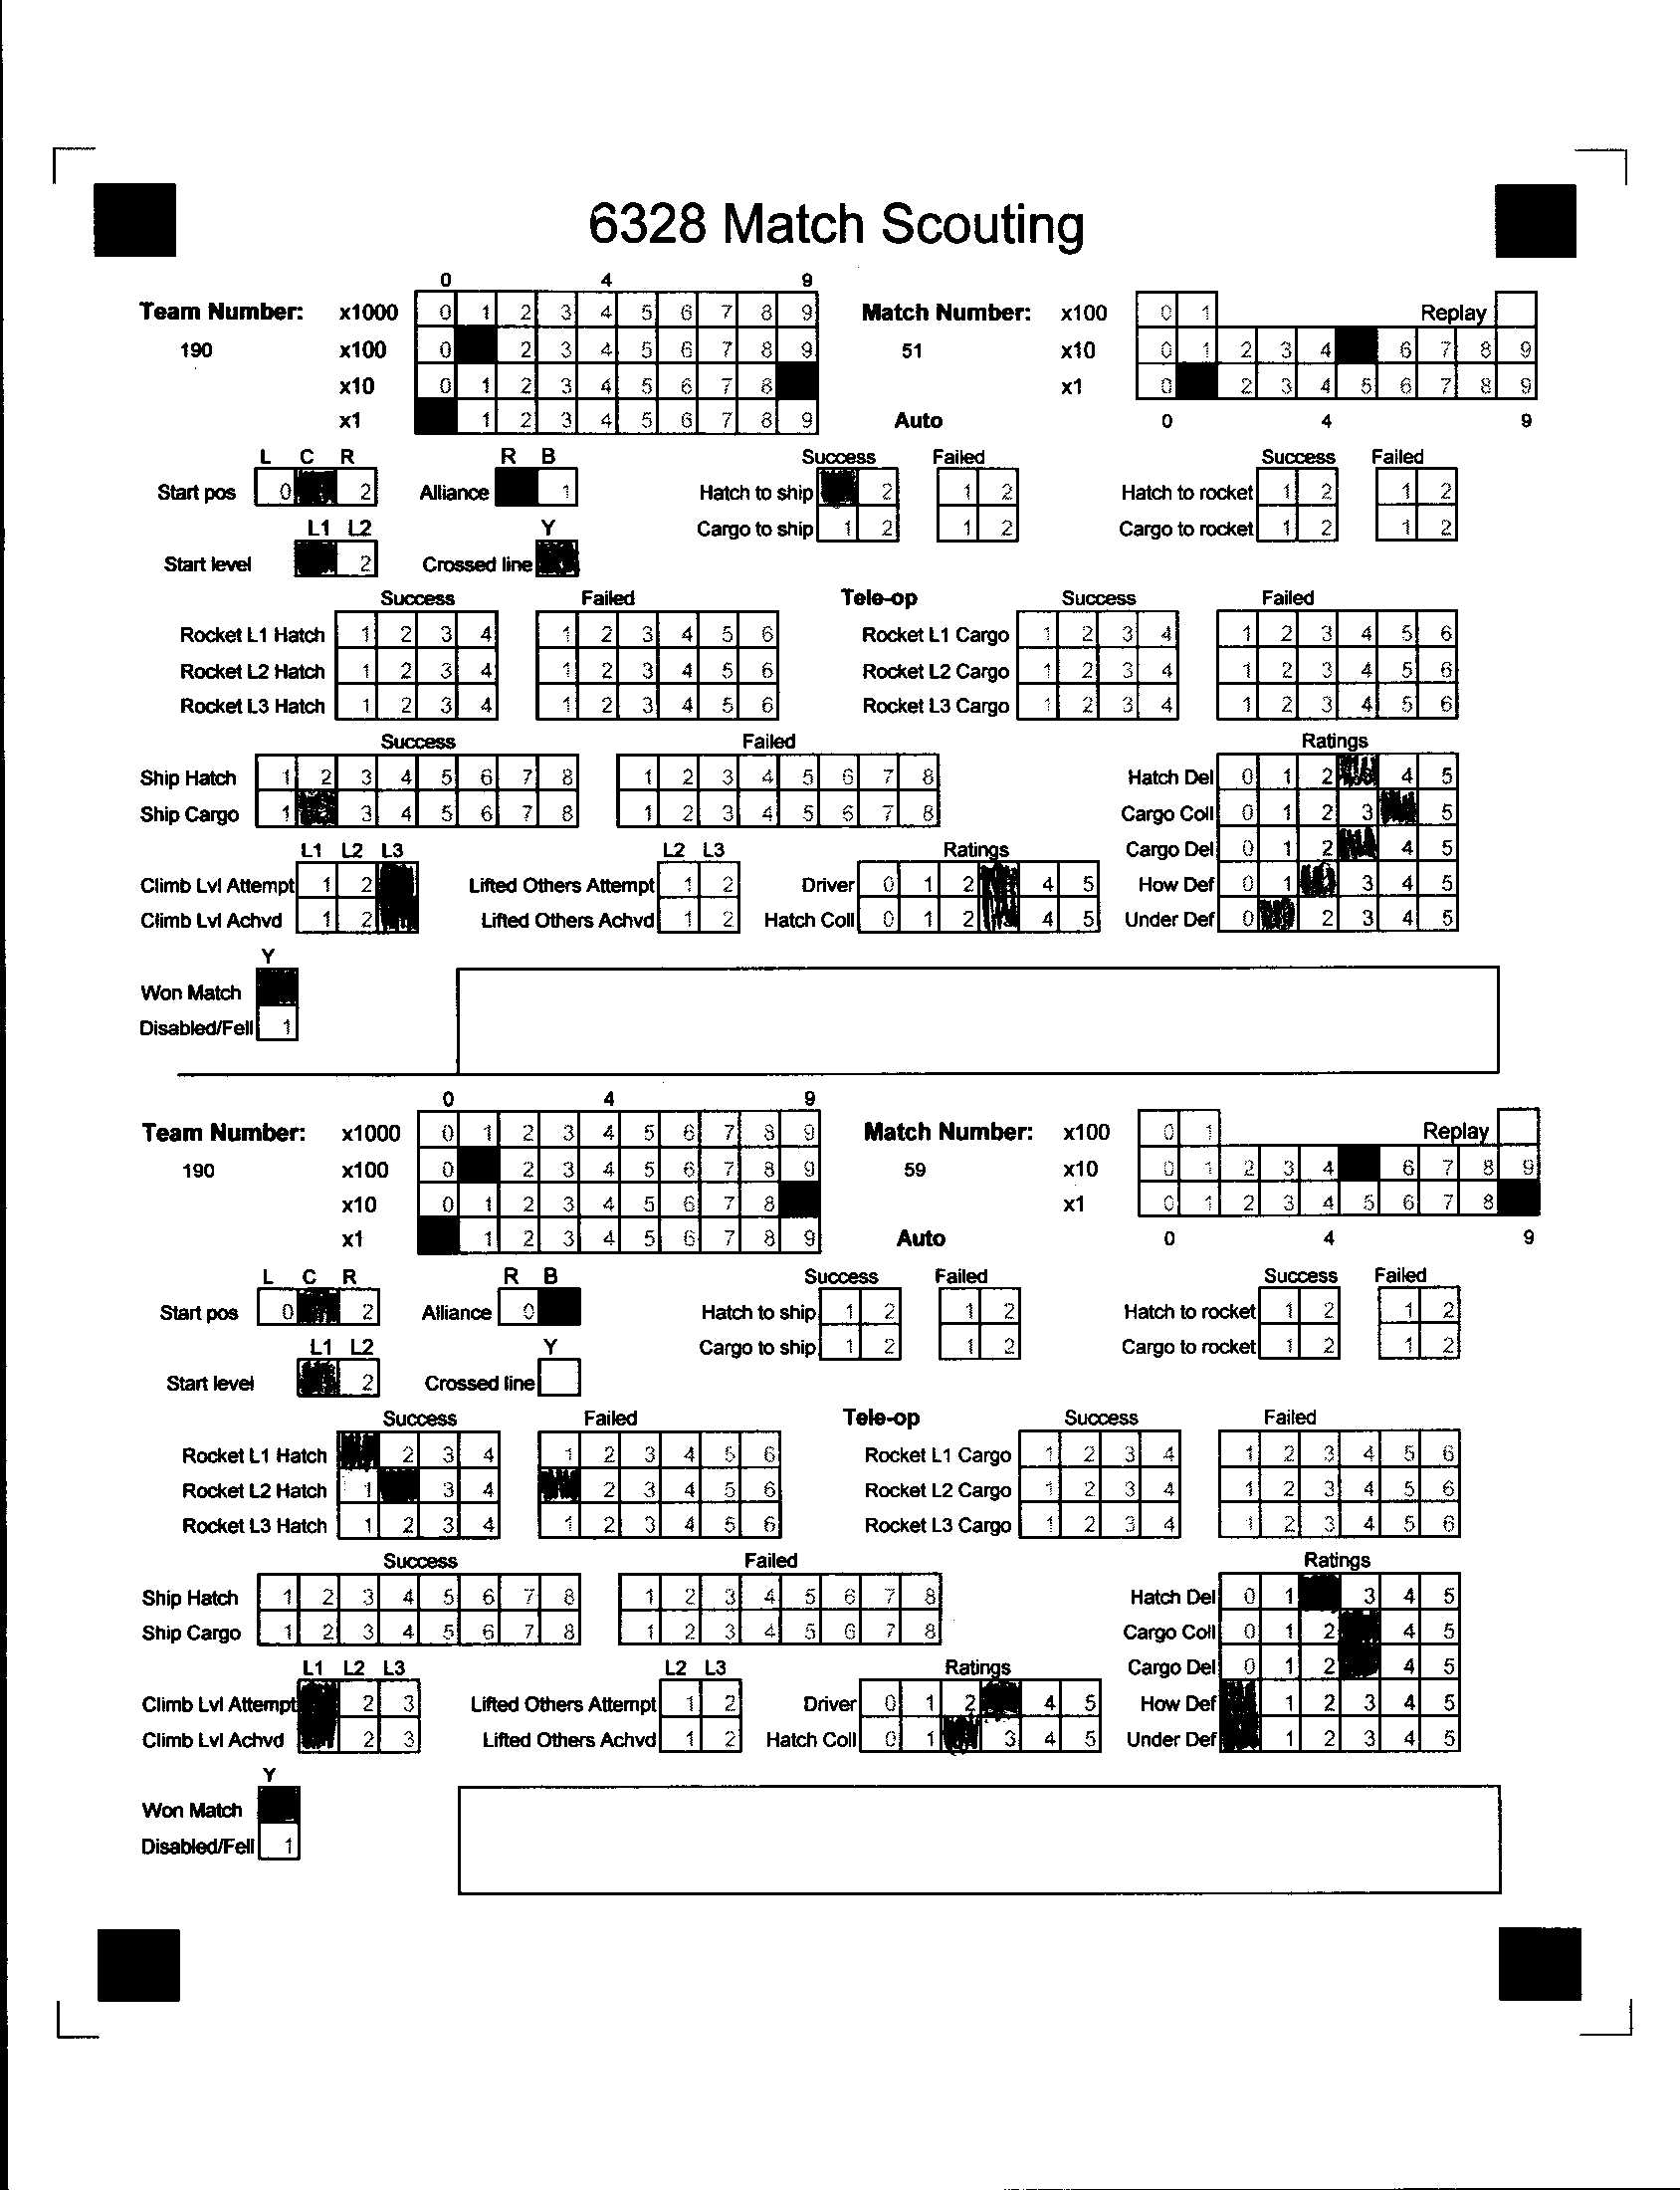 6328 Match Scouting
0 4 9
Team Number: x1000 0 1 2 3 4 5 6 7 8 9 Match Number: x100 0 1 Replay
190 x100 0 2 3 4 5 6 7 8 9 51 x10 0 1 2 3 4 6 7 8 9
x10 0 1 2 3 4 5 6 7 8 x1 0 2 3 4 5 6 7 8 9
x1 1 2 3 4 5 6 7 8 9 Auto 0 4 9
L C R R B Success Failed Success Failed
Start pos 0 2 Alliance 1 Hatch to ship 2 1 2 Hatch to rocket 1 2 1 2
L1 L2 Y Cargo to ship 1 2 1 2 Cargo to rocket 1 2 1 2
Start level 2 Crossed line
Success Failed Tele-op Success Failed
Rocket L1 Hatch 1 2 3 4 1 2 3 4 5 6 Rocket L1 Cargo 1 2 3 4 1 2 3 4 5 6
Rocket L2 Hatch 1 2 3 4 1 2 3 4 5 6 Rocket L2 Cargo 1 2 3 4 1 2 3 4 5 6
Rocket L3 Hatch 1 2 3 4 1 2 3 4 5 6 Rocket L3 Cargo 1 2 3 4 1 2 3 4 5 6
Success Failed Ratings
Ship Hatch 1 2 3 4 5 6 7 8 1 2 3 4 5 6 7 8 Hatch Del 0 1 2 4 5
Ship Cargo 1 3 4 5 6 7 8 1 2 3 4 5 6 7 8 Cargo Coll 0 1 2 3 5
L1 L2 L3 L2 L3 Ratings Cargo Del 0 1 2 4 5
Climb Lvl Attempt 1 2 Lifted Others Attempt 1 2 Driver 0 1 2 4 5 How Def 0 1 3 4 5
Climb Lvl Achvd 1 2 Lifted Others Achvd 1 2 Hatch Coll 0 1 2 4 5 Under Def 0 2 3 4 5
Y
Won Match
Disabled/Fell 1
0 4 9
Team Number: x1000 0 1 2 3 4 5 6 7 8 9 Match Number: x100 0 1 Replay
190 x100 0 2 3 4 5 6 7 8 9 59 x10 0 1 2 3 4 6 7 8 9
x10 0 1 2 3 4 5 6 7 8 x1 0 1 2 3 4 5 6 7 8
x1 1 2 3 4 5 6 7 8 9 Auto 0 4 9
L C R R B Success Failed Success Failed
Start pos 0 2 Alliance 0 Hatch to ship 1 2 1 2 Hatch to rocket 1 2 1 2
L1 L2 Y Cargo to ship 1 2 1 2 Cargo to rocket 1 2 1 2
Start level 2 Crossed line
Success Failed Tele-op Success Failed
Rocket L1 Hatch 2 3 4 1 2 3 4 5 6 Rocket L1 Cargo 1 2 3 4 1 2 3 4 5 6
Rocket L2 Hatch 1 3 4 2 3 4 5 6 Rocket L2 Cargo 1 2 3 4 1 2 3 4 5 6
Rocket L3 Hatch 1 2 3 4 1 2 3 4 5 6 Rocket L3 Cargo 1 2 3 4 1 2 3 4 5 6
Success Failed Ratings
Ship Hatch 1 2 3 4 5 6 7 8 1 2 3 4 5 6 7 8 Hatch Del 0 1 3 4 5
Ship Cargo 1 2 3 4 5 6 7 8 1 2 3 4 5 6 7 8 Cargo Coll 0 1 2 4 5
L1 L2 L3 L2 L3 Ratings Cargo Del 0 1 2 4 5
Climb Lvl Attempt 2 3 Lifted Others Attempt 1 2 Driver 0 1 2 4 5 How Def 1 2 3 4 5
Climb Lvl Achvd 2 3 Lifted Others Achvd 1 2 Hatch Coll 0 1 3 4 5 Under Def 1 2 3 4 5
Y
Won Match
Disabled/Fell 1